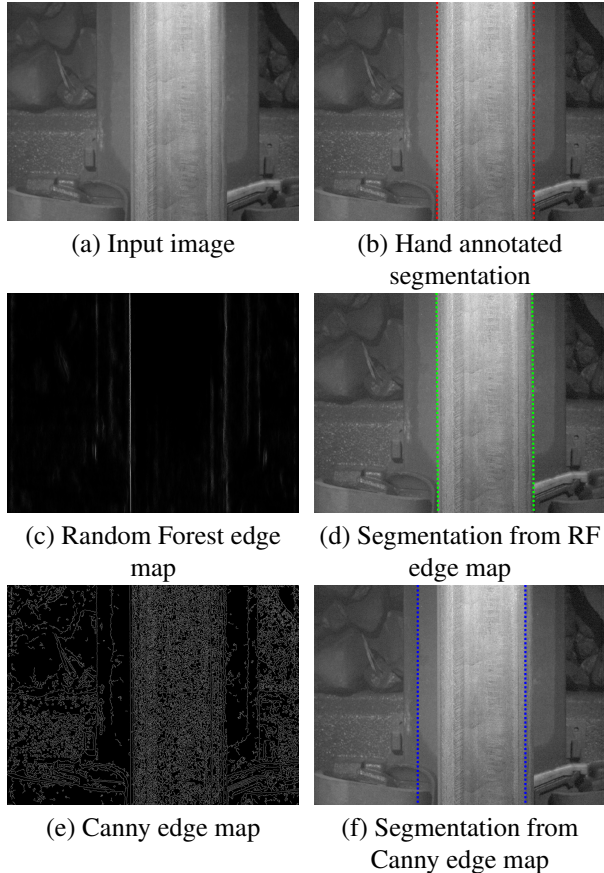 (a) Input image
(b) Hand annotated
segmentation
(c) Random Forest edge
map
(d) Segmentation from RF
edge map
(e) Canny edge map
(f) Segmentation from
Canny edge map